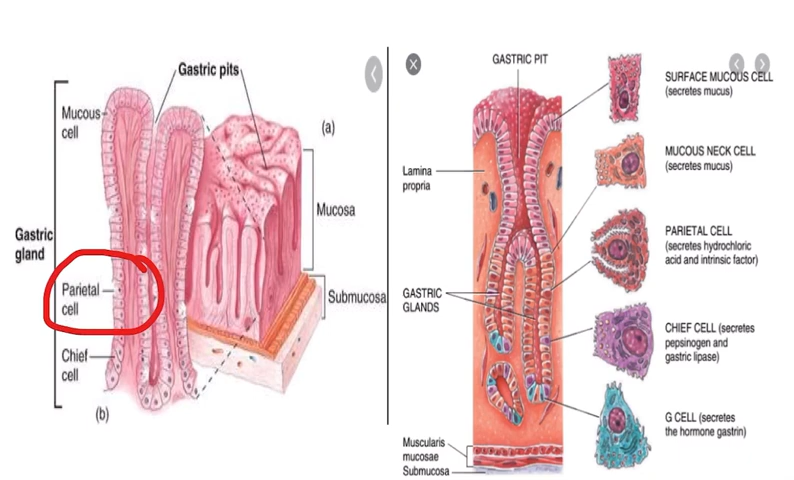 Gastric pits
Mucous
cell
(a)
Mucosa
Gastric
gland
Parietal
cell
Submucosa
Chief
cell
(b)
GASTRIC PIT
SURFACE MUCOUS CELL
(secretes mucus)
MUCOUS NECK CELL
(secretes mucus)
Lamina
propria
PARIETAL CELL
(secretes hydrochloric
acid and intrinsic factor)
GASTRIC
GLANDS
CHIEF CELL (secretes
pepsinogen and
gastric lipase)
G CELL (secretes
the hormone gastrin)
Muscularis
mucosae
Submucosa